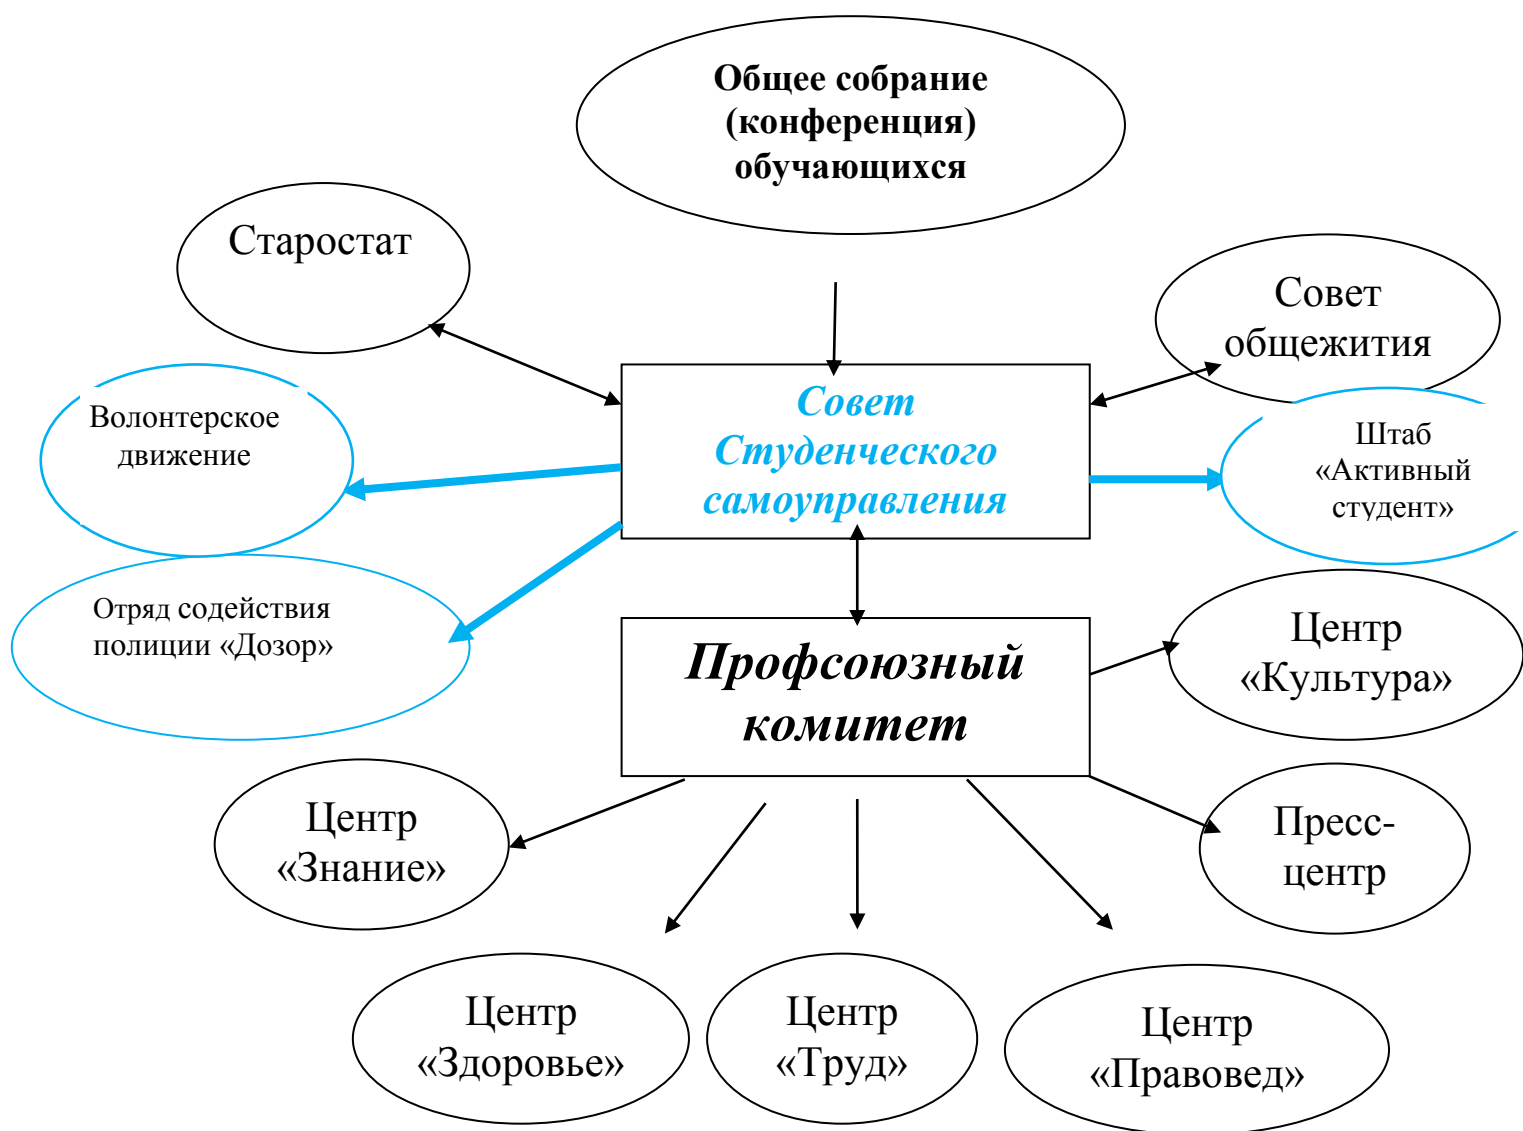 Общее собрание
(конференция)
обучающихся
Старостат
Совет
общежития
Волонтерское
движение
Совет
Студенческого
самоуправления
Штаб
«Активный
студент»
Отряд содействия
полиции «Дозор»
Профсоюзный
комитет
Центр
«Культура»
Центр
«Знание»
Пресс-
центр
Центр
«Здоровье»
Центр
«Труд»
Центр
«Правовед»